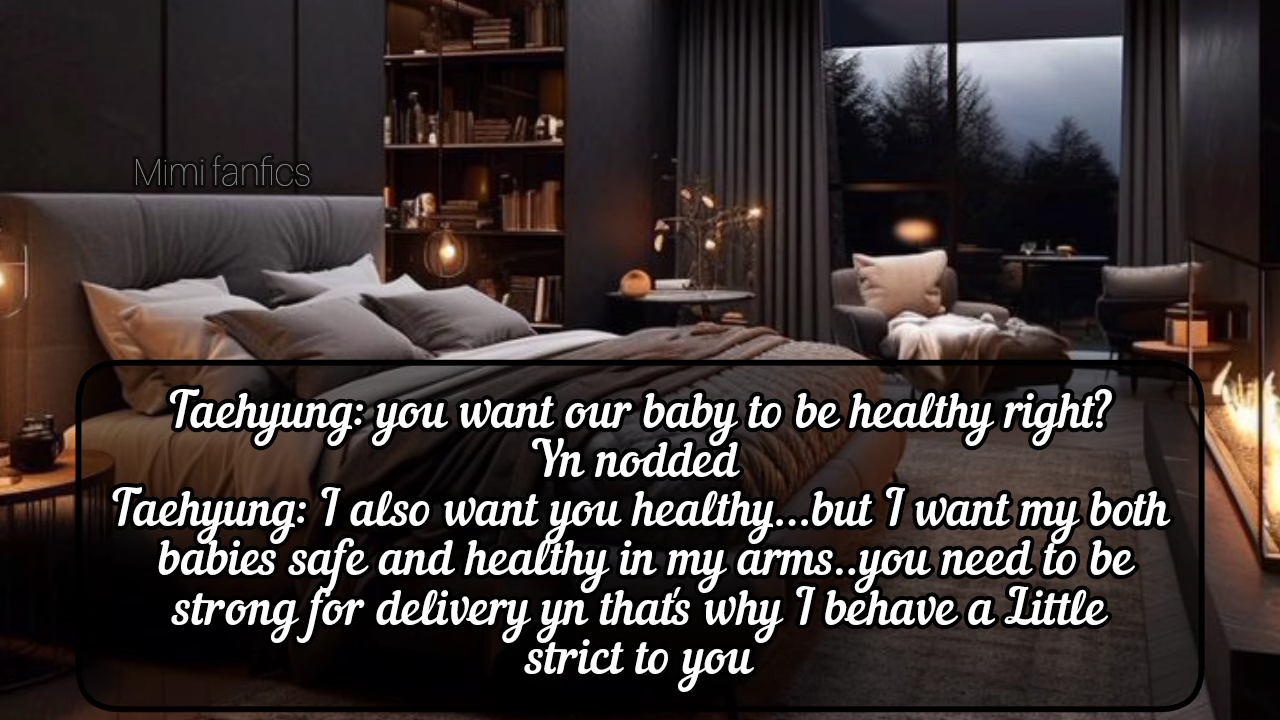 Mimi fanfics
Taehyung: you want our baby to be healthy right?
Yn nodded
Taehyung: I also want you healthy...but I want my both
babies safe and healthy in my arms..you need to be
strong for delivery yn that's why I behave a Little
strict to you